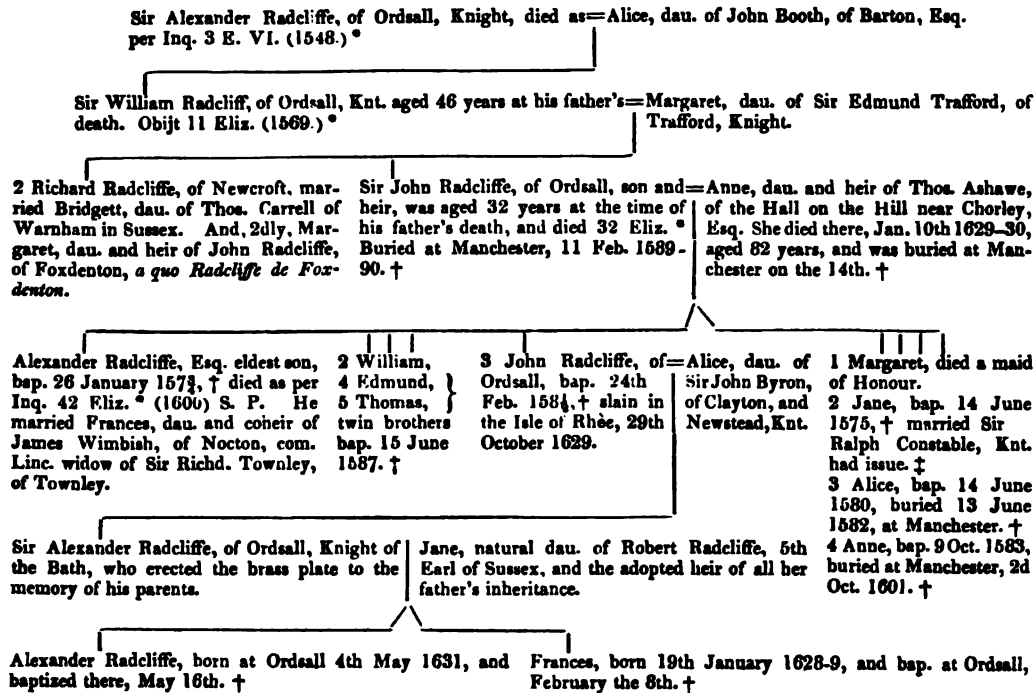 Sir Alexander Radcliffe, of Ordsall, Knight, died as=Alice, dau. of John Booth, of Barton, Esq.
per Inq. 3 E. VI. (1548.)*
Sir William Radcliff, of Ordsall, Knt. aged 46 years at his father's=Margaret, dau. of Sir Edmund Trafford, of
death. Obijt 11 Eliz. (1569.)*
Trafford, Knight.
2 Richard Radcliffe, of Newcroft, mar-
ried Bridgett, dau. of Thos. Carrell of
Warnham in Sussex. And, 2dly, Mar-
garet, dau. and heir of John Radcliffe,
of Foxdenton, a quo Radcliffe de Fox-
denton.
Sir John Radcliffe, of Ordsall, son and=
heir, was aged 32 years at the time of
his father's death, and died 32 Eliz. *
Buried at Manchester, 11 Feb. 1589-
90. †
Anne, dau. and heir of Thos. Ashawe,
of the Hall on the Hill near Chorley,
Esq. She died there, Jan. 10th 1629–30,
aged 82 years, and was buried at Man-
chester on the 14th. †
Alexander Radcliffe, Esq. eldest son,
bap. 26 January 157¾, † died as per
Inq. 42 Eliz. * (1600) S. P. He
married Frances, dau. and coheir of
James Wimbish, of Nocton, com.
Linc. widow of Sir Richd. Townley,
of Townley.
2 William,
4 Edmund, }
5 Thomas, }
twin brothers
bap. 15 June
1587. †
3 John Radcliffe, of=
Ordsall, bap. 24th
Feb. 158½,† slain in
the Isle of Rhèe, 29th
October 1629.
Alice, dau. of
Sir John Byron,
of Clayton, and
Newstead, Knt.
1 Margaret, died a maid
of Honour.
2 Jane, bap. 14 June
1575, † married Sir
Ralph Constable, Knt.
had issue. ‡
3 Alice, bap. 14 June
1580, buried 13 June
1582, at Manchester. †
4 Anne, bap. 9 Oct. 1583,
buried at Manchester, 2d
Oct. 1601. †
Sir Alexander Radcliffe, of Ordsall, Knight of
the Bath, who erected the brass plate to the
memory of his parents.
Jane, natural dau. of Robert Radcliffe, 5th
Earl of Sussex, and the adopted heir of all her
father's inheritance.
Alexander Radcliffe, born at Ordsall 4th May 1631, and
baptized there, May 16th. †
Frances, born 19th January 1628-9, and bap. at Ordsall,
February the 8th. †